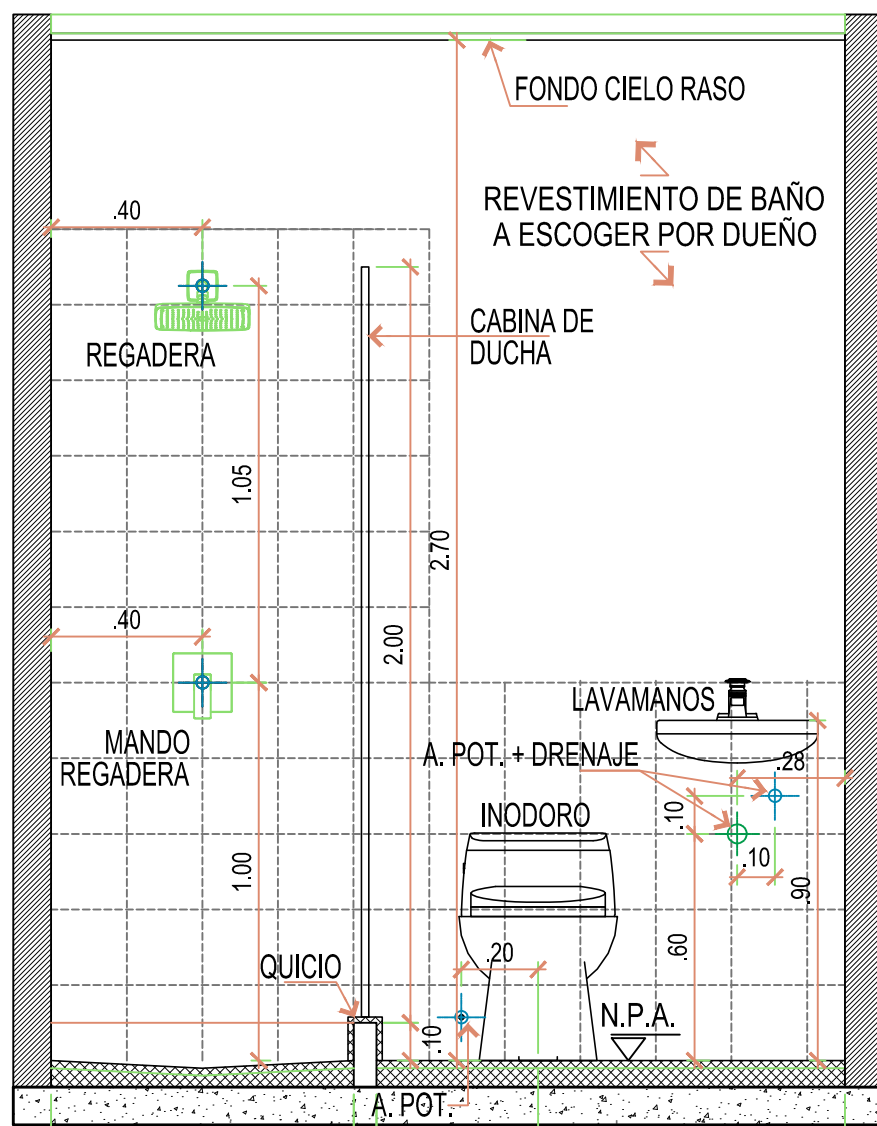 FONDO CIELO RASO
REVESTIMIENTO DE BAÑO
A ESCOGER POR DUEÑO
.40
REGADERA
CABINA DE
DUCHA
1.05
2.70
2.00
.40
MANDO
REGADERA
LAVAMANOS
A. POT. + DRENAJE
.28
INODORO
.10
.10
.90
1.00
.60
QUICIO
.20
.10
N.P.A.
A. POT.